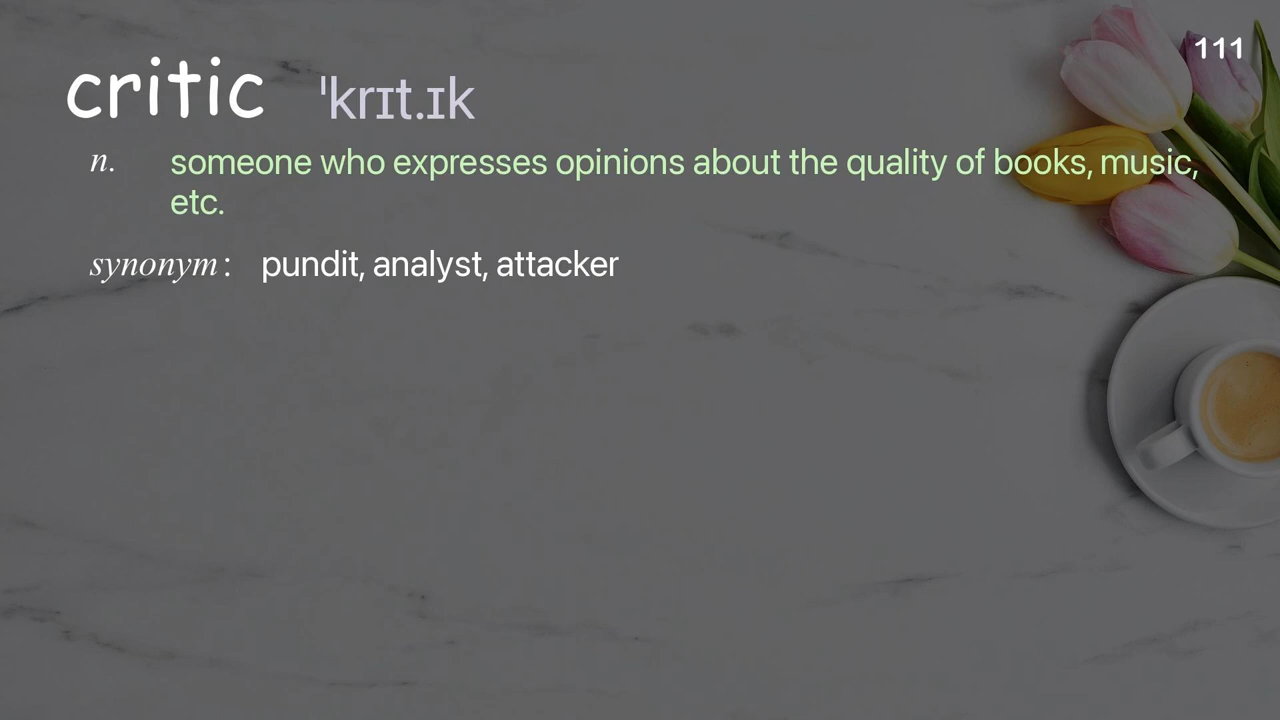 111
critic ˈkrɪt.ɪk
n. someone who expresses opinions about the quality of books, music,
etc.
synonym : pundit, analyst, attacker